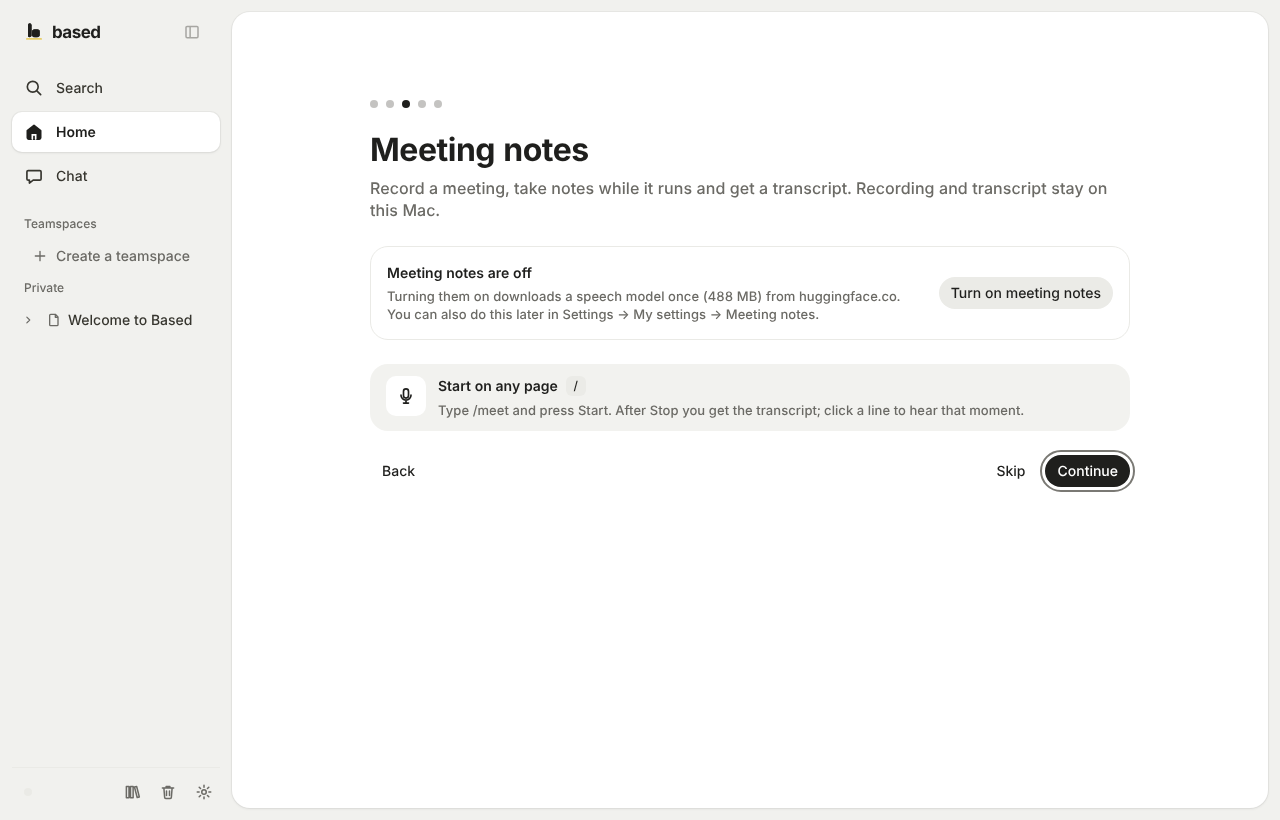 based
Search
Home
Chat
Teamspaces
Create a teamspace
Private
Welcome to Based
Meeting notes
Record a meeting, take notes while it runs and get a transcript. Recording and transcript stay on
this Mac.
Meeting notes are off
Turning them on downloads a speech model once (488 MB) from huggingface.co.
You can also do this later in Settings → My settings → Meeting notes.
Turn on meeting notes
Start on any page /
Type /meet and press Start. After Stop you get the transcript; click a line to hear that moment.
Back
Skip
Continue